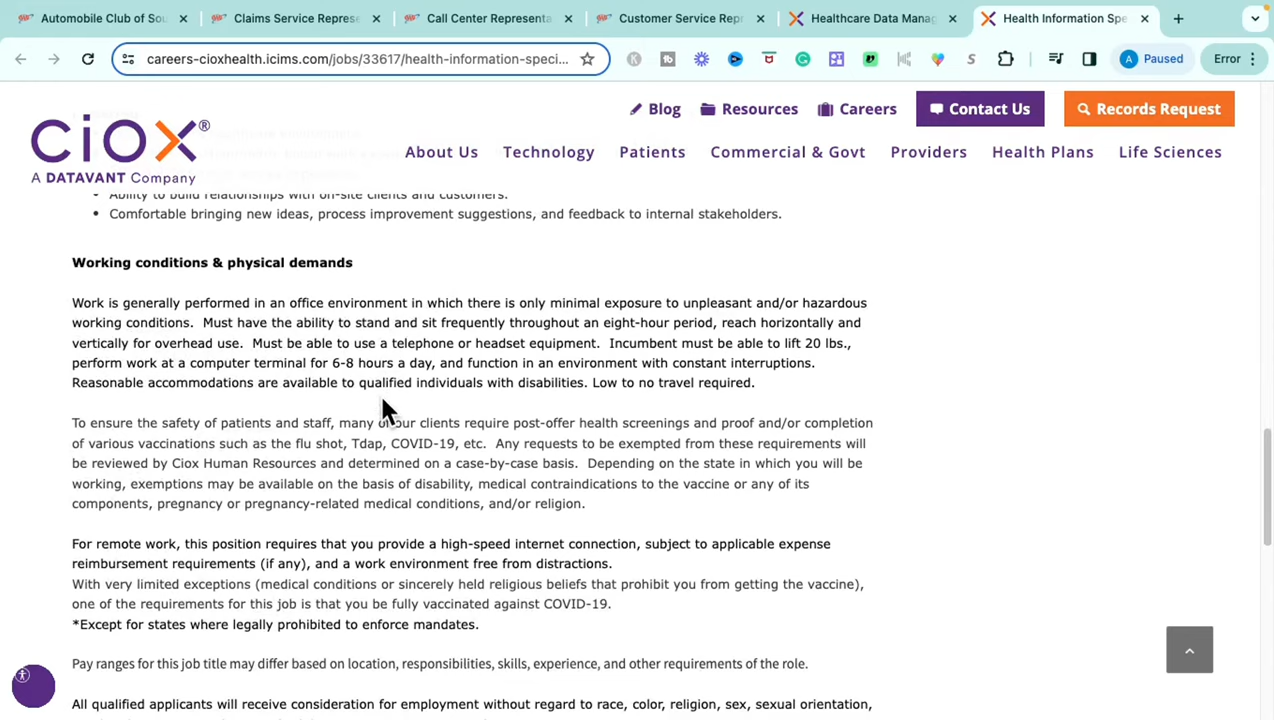 Automobile Club of Sou
Claims Service Represe
Call Center Representa
Customer Service Repr
Healthcare Data Manag
Health Information Spe
careers-cioxhealth.icims.com/jobs/33617/health-information-speci...
A
Paused
Error
ciox®
A DATAVANT Company
Blog
Resources
Careers
Contact Us
Records Request
About Us
Technology
Patients
Commercial & Govt
Providers
Health Plans
Life Sciences
• Ability to build relationships with on-site clients and customers.
• Comfortable bringing new ideas, process improvement suggestions, and feedback to internal stakeholders.
Working conditions & physical demands
Work is generally performed in an office environment in which there is only minimal exposure to unpleasant and/or hazardous
working conditions. Must have the ability to stand and sit frequently throughout an eight-hour period, reach horizontally and
vertically for overhead use. Must be able to use a telephone or headset equipment. Incumbent must be able to lift 20 lbs.,
perform work at a computer terminal for 6-8 hours a day, and function in an environment with constant interruptions.
Reasonable accommodations are available to qualified individuals with disabilities. Low to no travel required.
To ensure the safety of patients and staff, many of our clients require post-offer health screenings and proof and/or completion
of various vaccinations such as the flu shot, Tdap, COVID-19, etc. Any requests to be exempted from these requirements will
be reviewed by Ciox Human Resources and determined on a case-by-case basis. Depending on the state in which you will be
working, exemptions may be available on the basis of disability, medical contraindications to the vaccine or any of its
components, pregnancy or pregnancy-related medical conditions, and/or religion.
For remote work, this position requires that you provide a high-speed internet connection, subject to applicable expense
reimbursement requirements (if any), and a work environment free from distractions.
With very limited exceptions (medical conditions or sincerely held religious beliefs that prohibit you from getting the vaccine),
one of the requirements for this job is that you be fully vaccinated against COVID-19.
*Except for states where legally prohibited to enforce mandates.
Pay ranges for this job title may differ based on location, responsibilities, skills, experience, and other requirements of the role.
All qualified applicants will receive consideration for employment without regard to race, color, religion, sex, sexual orientation,